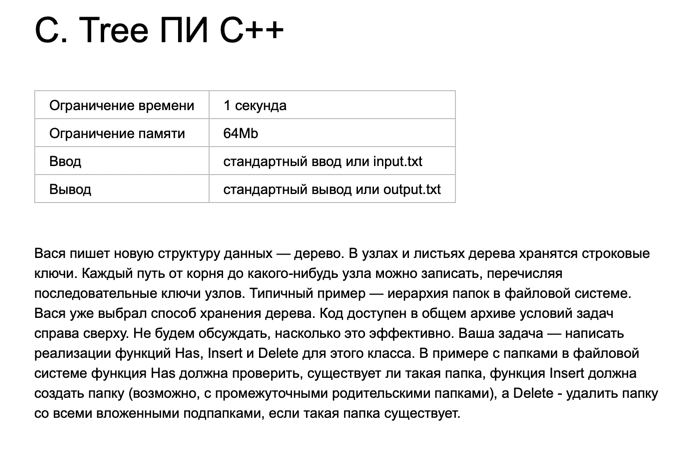 C. Tree ПИ C++
Ограничение времени 1 секунда
Ограничение памяти 64Mb
Ввод стандартный ввод или input.txt
Вывод стандартный вывод или output.txt
Вася пишет новую структуру данных — дерево. В узлах и листьях дерева хранятся строковые
ключи. Каждый путь от корня до какого-нибудь узла можно записать, перечисляя
последовательные ключи узлов. Типичный пример — иерархия папок в файловой системе.
Вася уже выбрал способ хранения дерева. Код доступен в общем архиве условий задач
справа сверху. Не будем обсуждать, насколько это эффективно. Ваша задача — написать
реализации функций Has, Insert и Delete для этого класса. В примере с папками в файловой
системе функция Has должна проверить, существует ли такая папка, функция Insert должна
создать папку (возможно, с промежуточными родительскими папками), а Delete - удалить папку
со всеми вложенными подпапками, если такая папка существует.